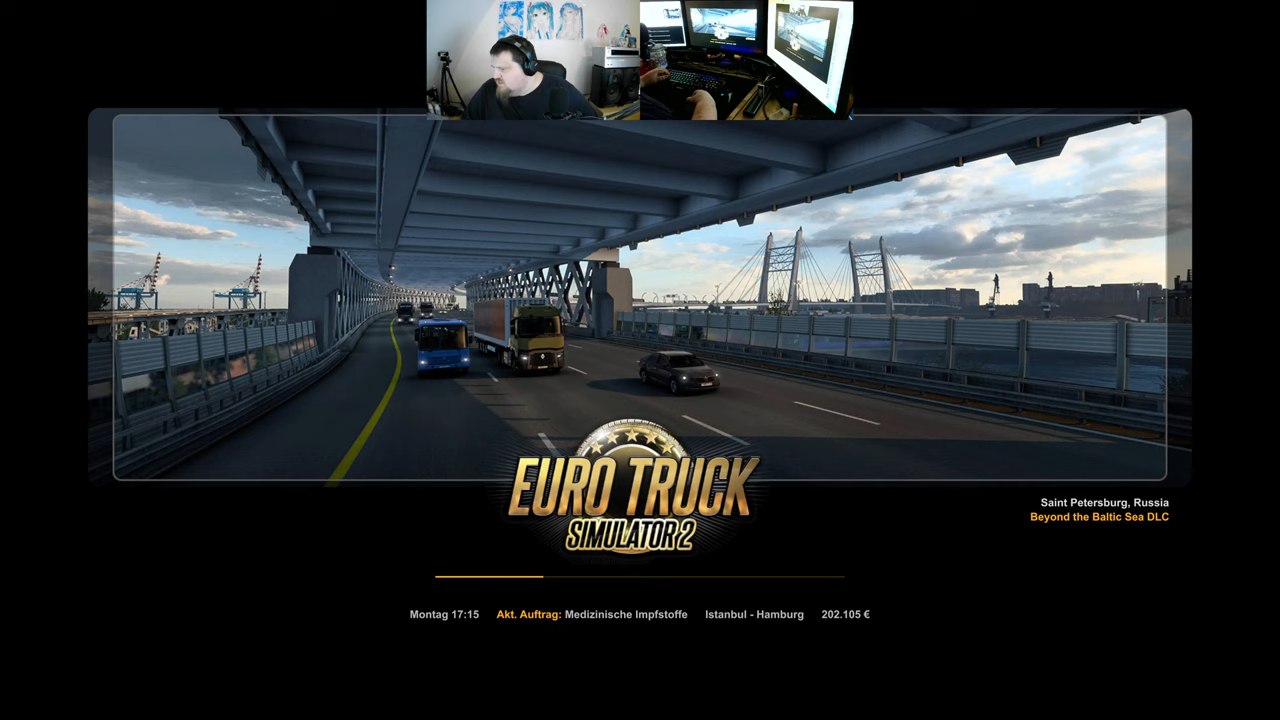 EURO TRUCK
SIMULATOR 2
Saint Petersburg, Russia
Beyond the Baltic Sea DLC
Montag 17:15 Akt. Auftrag: Medizinische Impfstoffe Istanbul - Hamburg 202.105 €